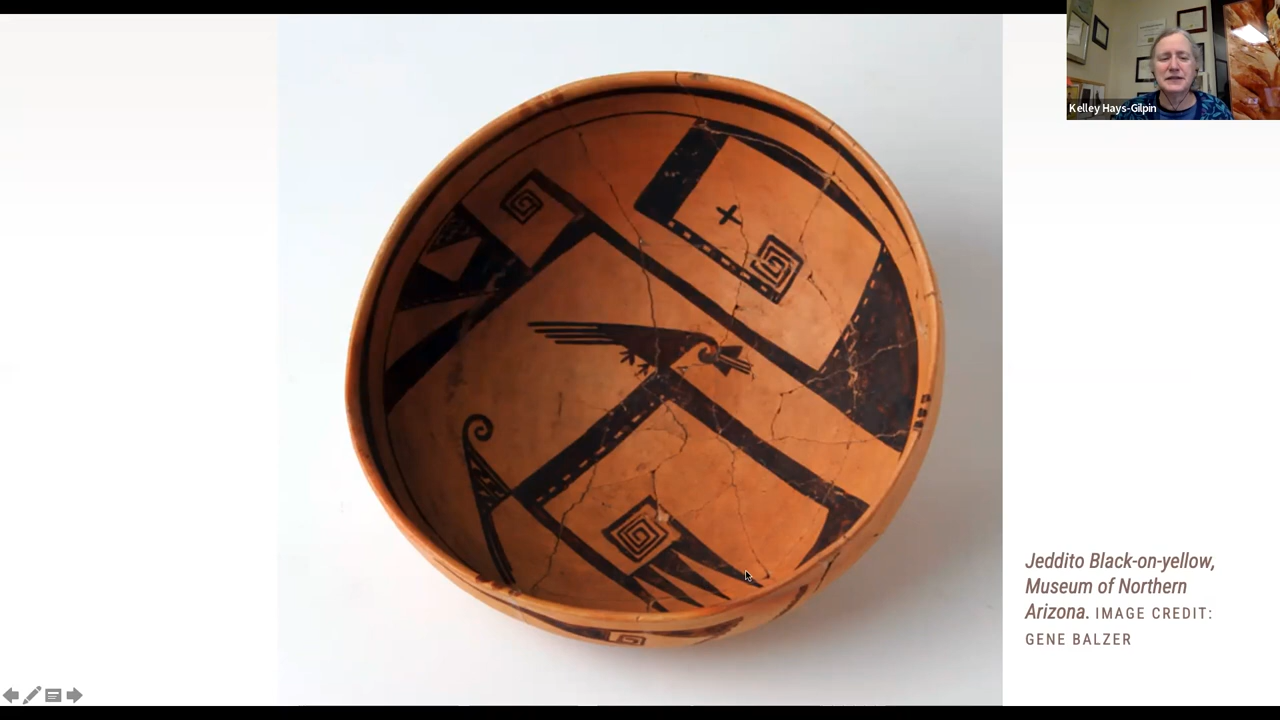 Kelley Hays-Gilpin
Jeddito Black-on-yellow,
Museum of Northern
Arizona. IMAGE CREDIT:
GENE BALZER